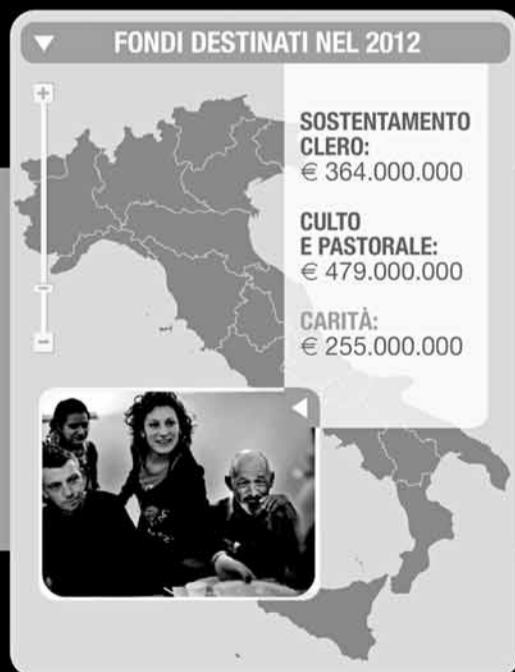 FONDI DESTINATI NEL 2012
SOSTENTAMENTO
CLERO:
€ 364.000.000
CULTO
E PASTORALE:
€ 479.000.000
CARITÀ:
€ 255.000.000